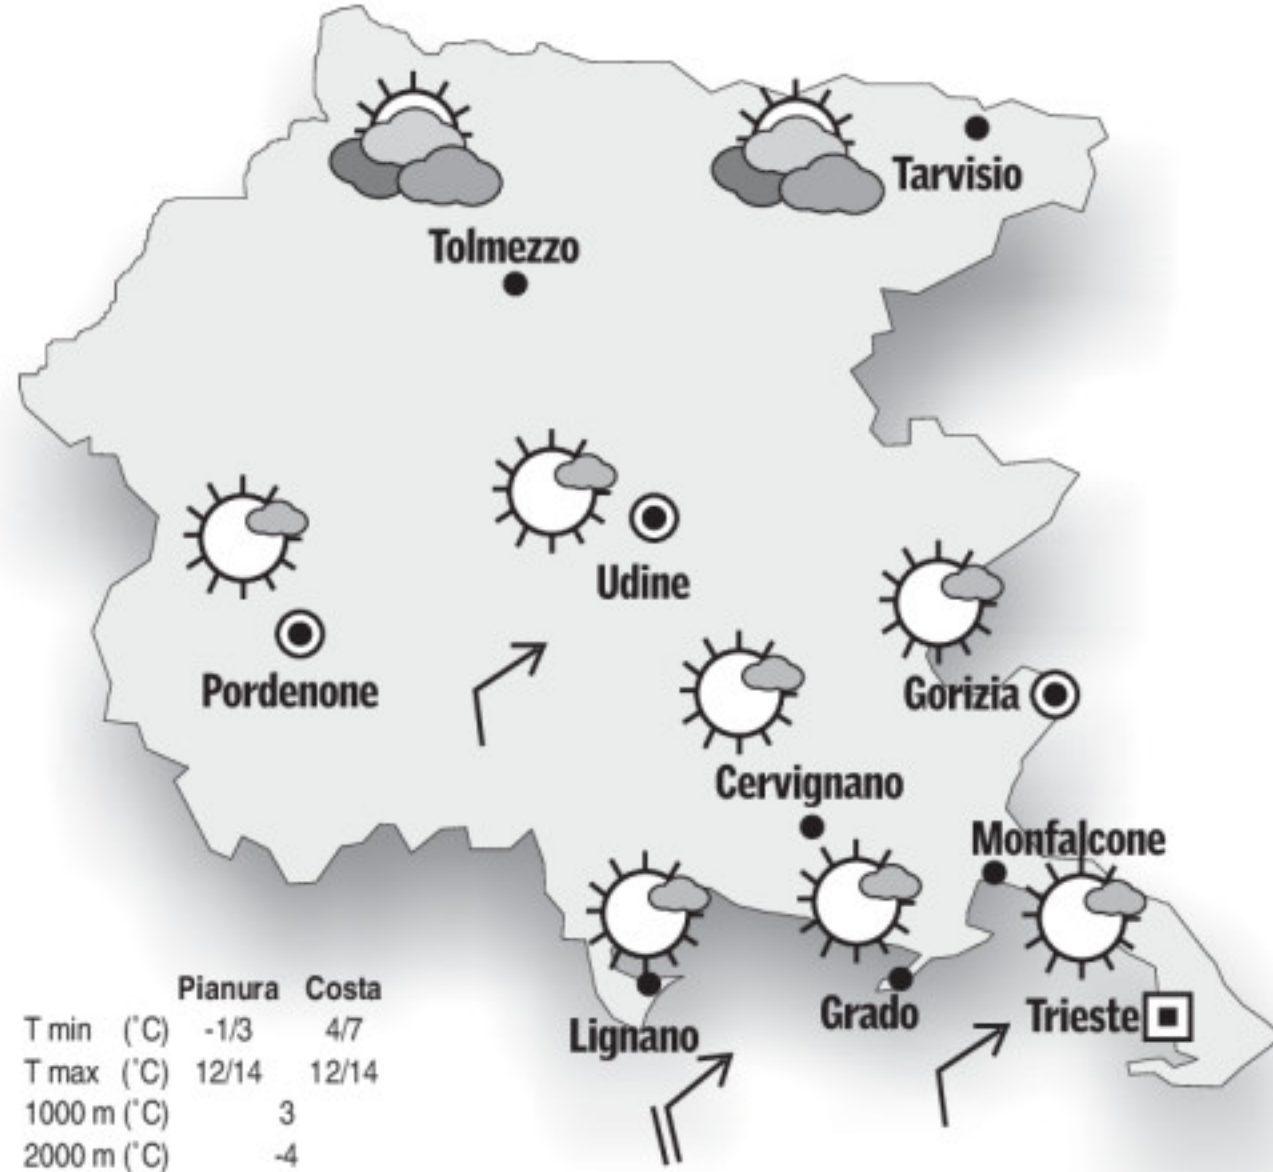 Tarvisio
Tolmezzo
Udine
Pordenone
Gorizia
Cervignano
Monfalcone
Grado
Trieste
Lignano
Pianura Costa
T min (°C) -1/3 4/7
T max (°C) 12/14 12/14
1000 m (°C) 3
2000 m (°C) -4